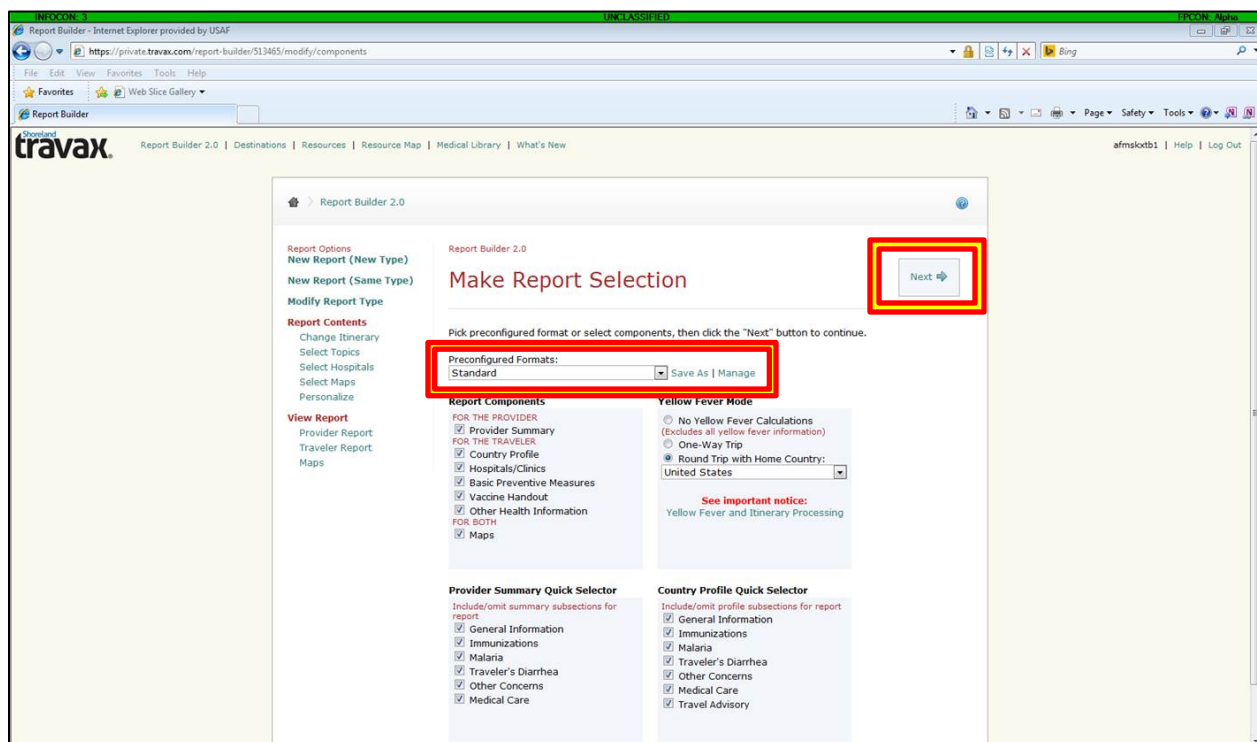 INFOCON: 3 UNCLASSIFIED FPCON: Alpha
Report Builder - Internet Explorer provided by USAF
https://private.travax.com/report-builder/513465/modify/components
Bing
File Edit View Favorites Tools Help
Favorites Web Slice Gallery
Report Builder
Page Safety Tools
Shoreland
travax.
Report Builder 2.0 | Destinations | Resources | Resource Map | Medical Library | What's New
afmskxtb1 | Help | Log Out
Report Builder 2.0
Report Options
New Report (New Type)
New Report (Same Type)
Modify Report Type
Report Contents
Change Itinerary
Select Topics
Select Hospitals
Select Maps
Personalize
View Report
Provider Report
Traveler Report
Maps
Report Builder 2.0
Make Report Selection
Next
Pick preconfigured format or select components, then click the "Next" button to continue.
Preconfigured Formats:
Standard Save As | Manage
Report Components
FOR THE PROVIDER
Provider Summary
FOR THE TRAVELER
Country Profile
Hospitals/Clinics
Basic Preventive Measures
Vaccine Handout
Other Health Information
FOR BOTH
Maps
Yellow Fever Mode
No Yellow Fever Calculations
(Excludes all yellow fever information)
One-Way Trip
Round Trip with Home Country:
United States
See important notice:
Yellow Fever and Itinerary Processing
Provider Summary Quick Selector
Include/omit summary subsections for
report
General Information
Immunizations
Malaria
Traveler's Diarrhea
Other Concerns
Medical Care
Country Profile Quick Selector
Include/omit profile subsections for report
General Information
Immunizations
Malaria
Traveler's Diarrhea
Other Concerns
Medical Care
Travel Advisory